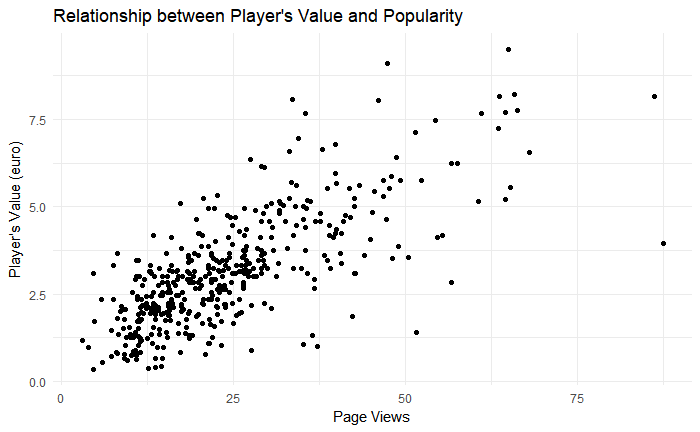 Relationship between Player's Value and Popularity
Player's Value (euro)
7.5
5.0
2.5
0.0
0
25
50
75
Page Views